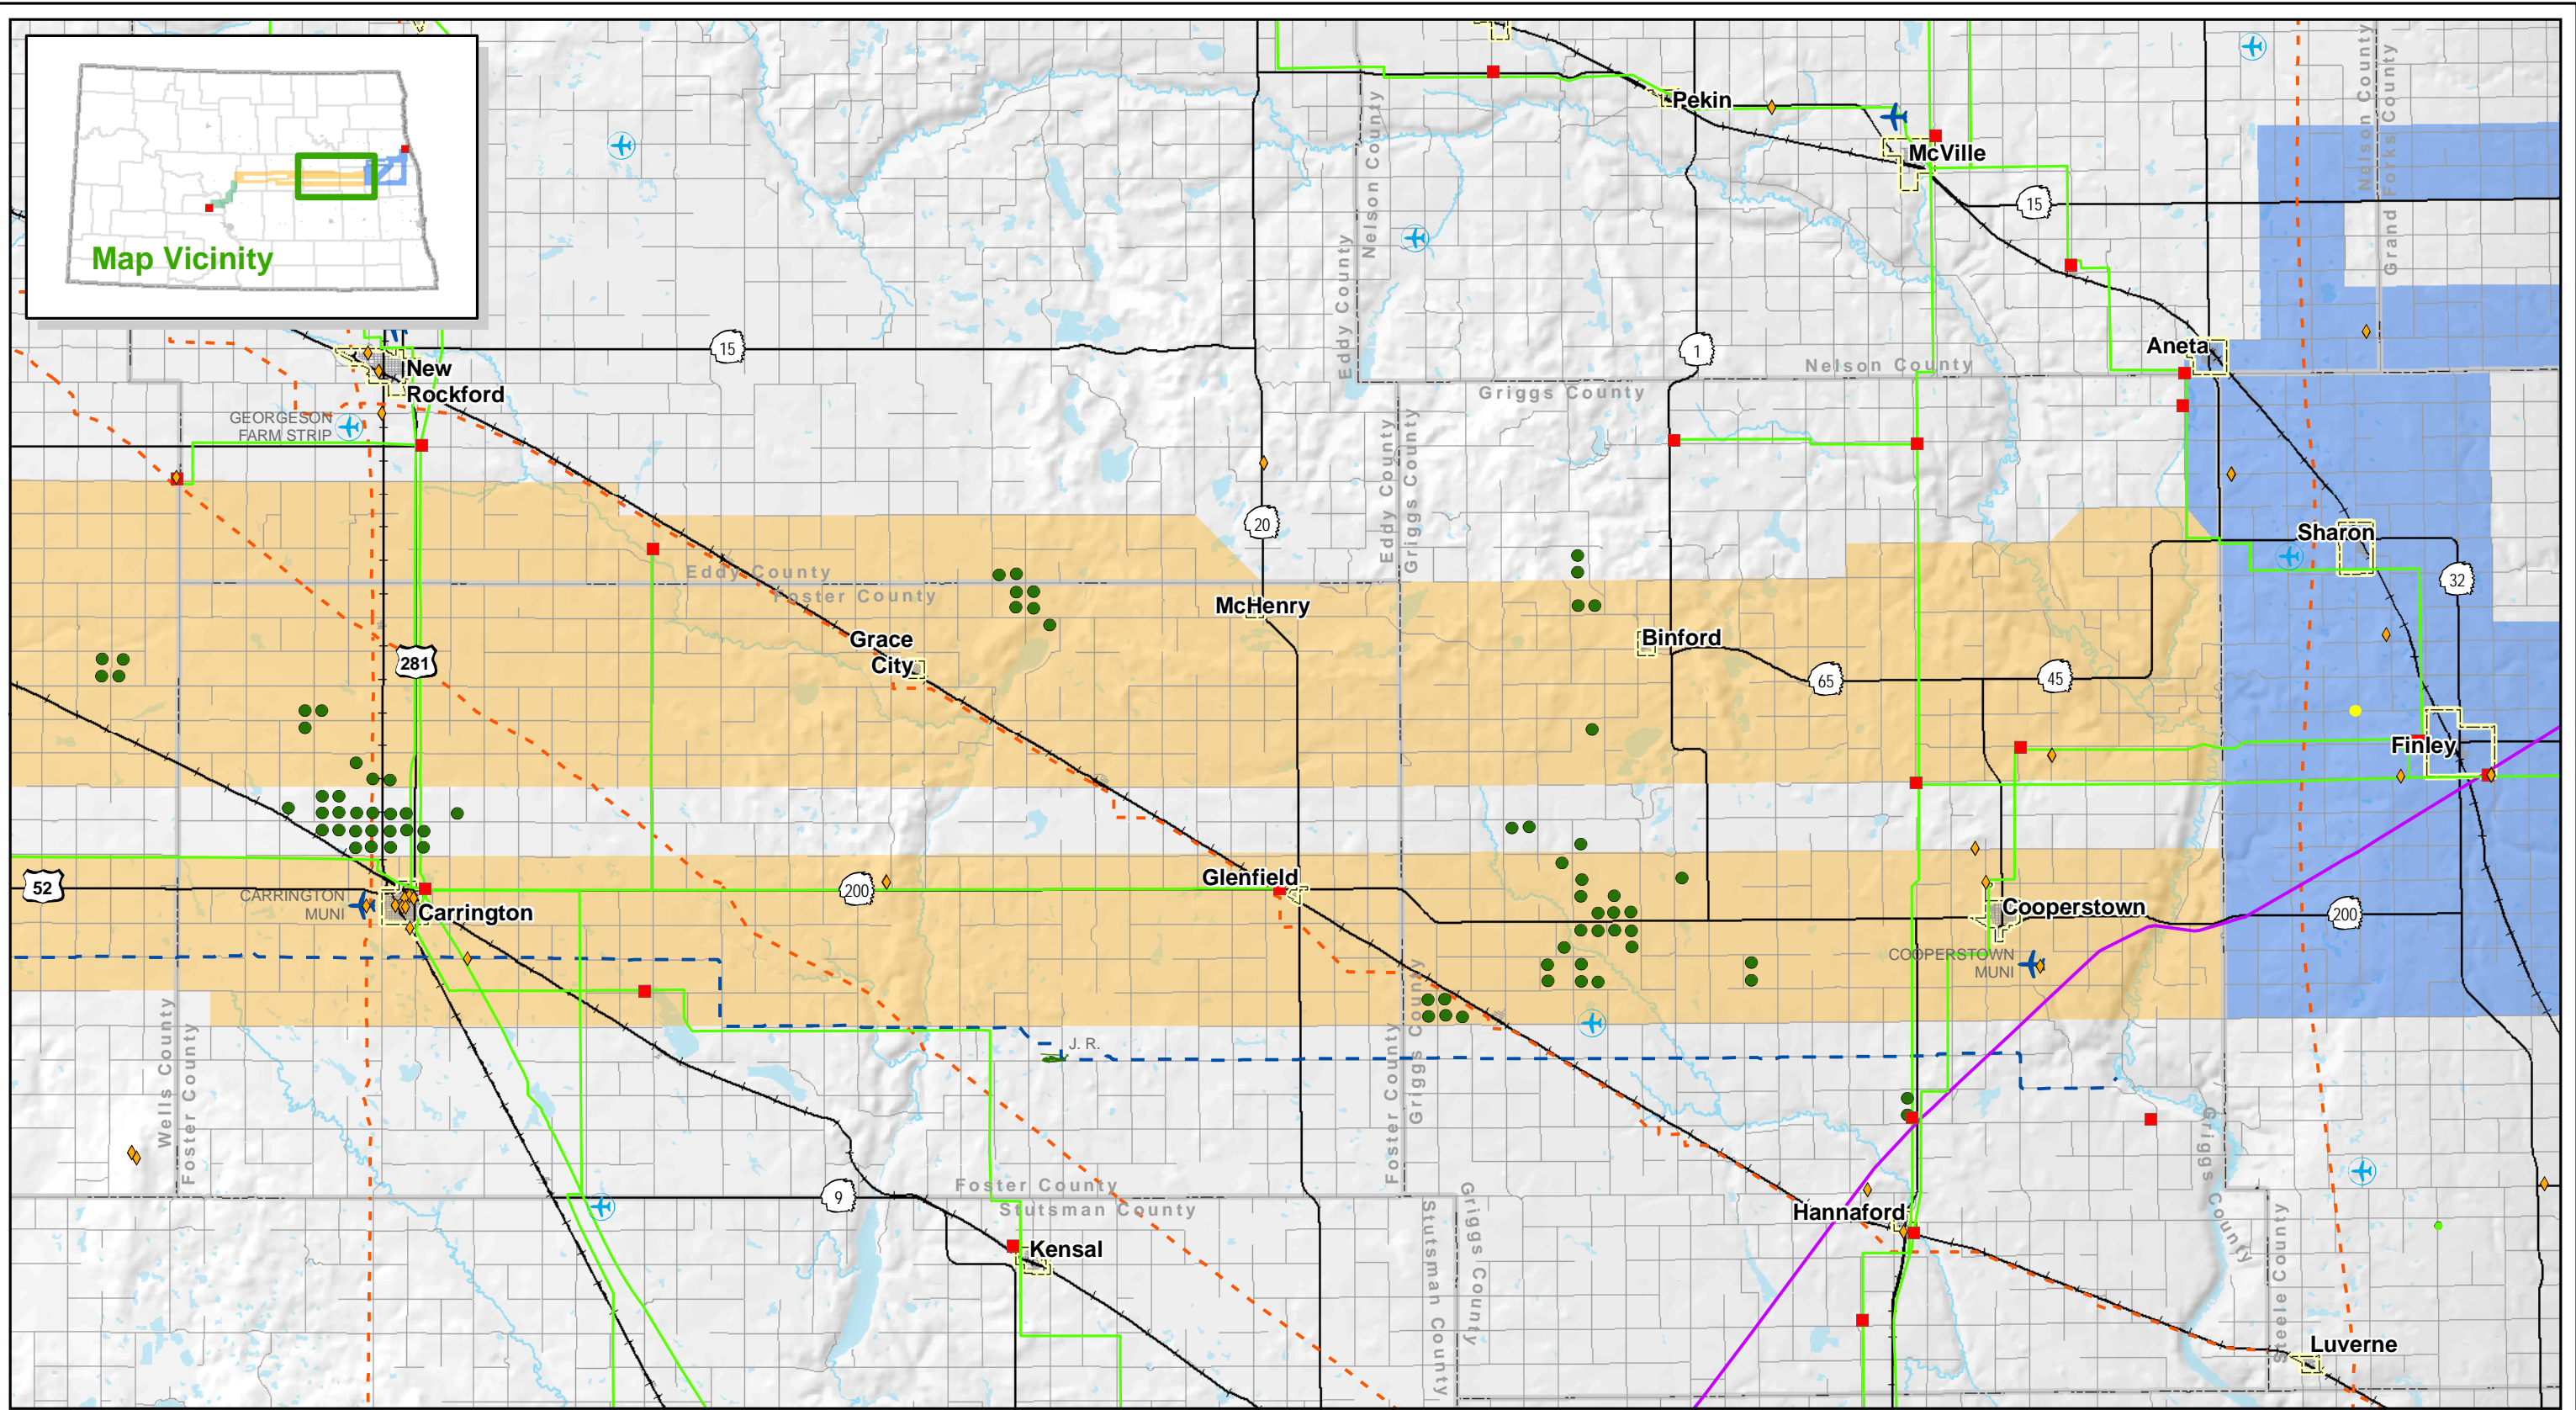 Map Vicinity
Pekin
McVille
15
Nelson County
Grand Forks County
Nelson County
Eddy County
15
1
Aneta
Nelson County
Griggs County
New
Rockford
GEORGESON
FARM STRIP
Eddy County
Griggs County
20
Sharon
32
Eddy County
Foster County
McHenry
Grace
City
Binford
281
65
45
Finley
52
CARRINGTON
MUNI
Carrington
200
Glenfield
Cooperstown
200
COOPERSTOWN
MUNI
Wells County
Foster County
J. R.
Foster County
Griggs County
Griggs County
Steele County
9
Foster County
Stutsman County
Stutsman County
Griggs County
Hannaford
Kensal
Luverne